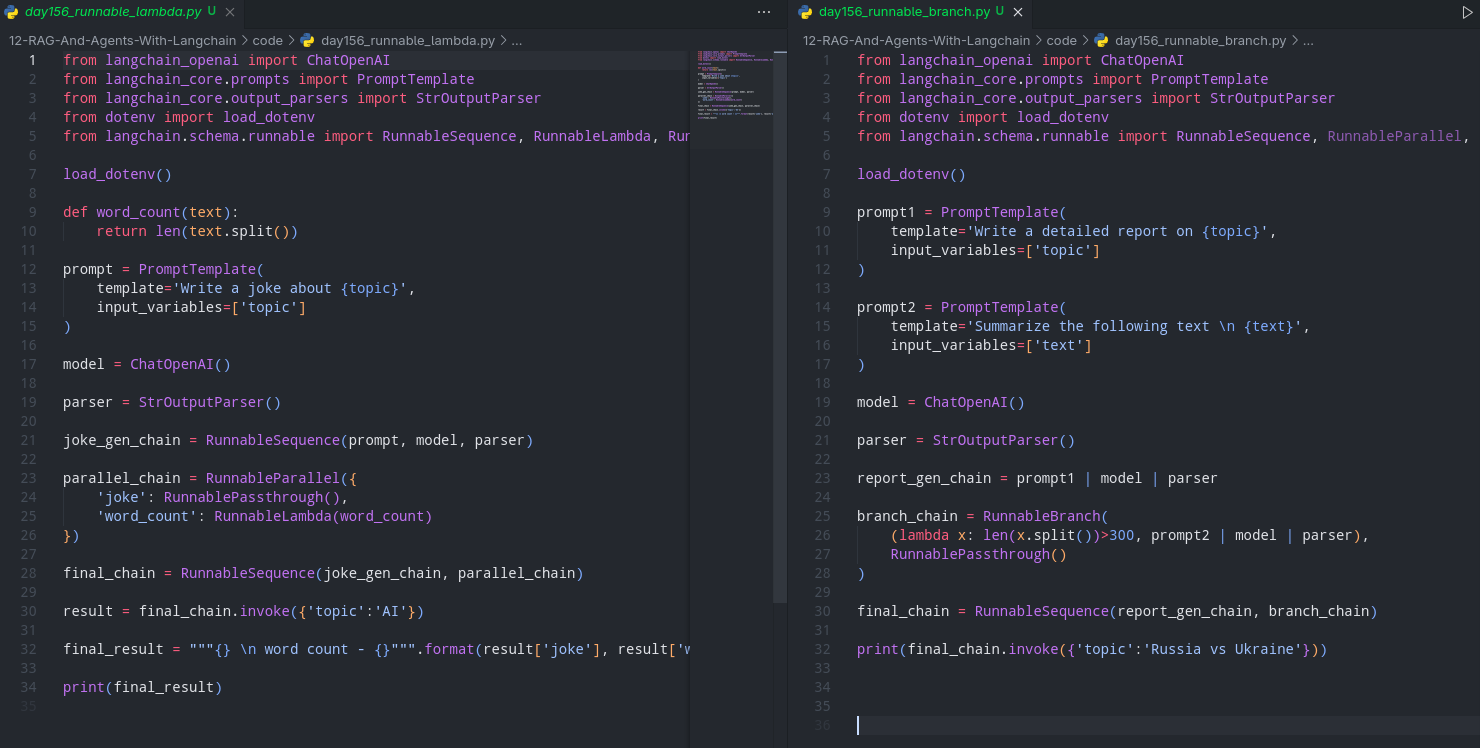 day156_runnable_lambda.py U
12-RAG-And-Agents-With-Langchain > code > day156_runnable_lambda.py > ...
1 from langchain_openai import ChatOpenAI
2 from langchain_core.prompts import PromptTemplate
3 from langchain_core.output_parsers import StrOutputParser
4 from dotenv import load_dotenv
5 from langchain.schema.runnable import RunnableSequence, RunnableLambda, Run
6
7 load_dotenv()
8
9 def word_count(text):
10     return len(text.split())
11
12 prompt = PromptTemplate(
13     template='Write a joke about {topic}',
14     input_variables=['topic']
15 )
16
17 model = ChatOpenAI()
18
19 parser = StrOutputParser()
20
21 joke_gen_chain = RunnableSequence(prompt, model, parser)
22
23 parallel_chain = RunnableParallel({
24     'joke': RunnablePassthrough(),
25     'word_count': RunnableLambda(word_count)
26 })
27
28 final_chain = RunnableSequence(joke_gen_chain, parallel_chain)
29
30 result = final_chain.invoke({'topic':'AI'})
31
32 final_result = """{} \n word count - {}""".format(result['joke'], result['w
33
34 print(final_result)
35
day156_runnable_branch.py U
12-RAG-And-Agents-With-Langchain > code > day156_runnable_branch.py > ...
1 from langchain_openai import ChatOpenAI
2 from langchain_core.prompts import PromptTemplate
3 from langchain_core.output_parsers import StrOutputParser
4 from dotenv import load_dotenv
5 from langchain.schema.runnable import RunnableSequence, RunnableParallel,
6
7 load_dotenv()
8
9 prompt1 = PromptTemplate(
10     template='Write a detailed report on {topic}',
11     input_variables=['topic']
12 )
13
14 prompt2 = PromptTemplate(
15     template='Summarize the following text \n {text}',
16     input_variables=['text']
17 )
18
19 model = ChatOpenAI()
20
21 parser = StrOutputParser()
22
23 report_gen_chain = prompt1 | model | parser
24
25 branch_chain = RunnableBranch(
26     (lambda x: len(x.split())>300, prompt2 | model | parser),
27     RunnablePassthrough()
28 )
29
30 final_chain = RunnableSequence(report_gen_chain, branch_chain)
31
32 print(final_chain.invoke({'topic':'Russia vs Ukraine'}))
33
34
35
36